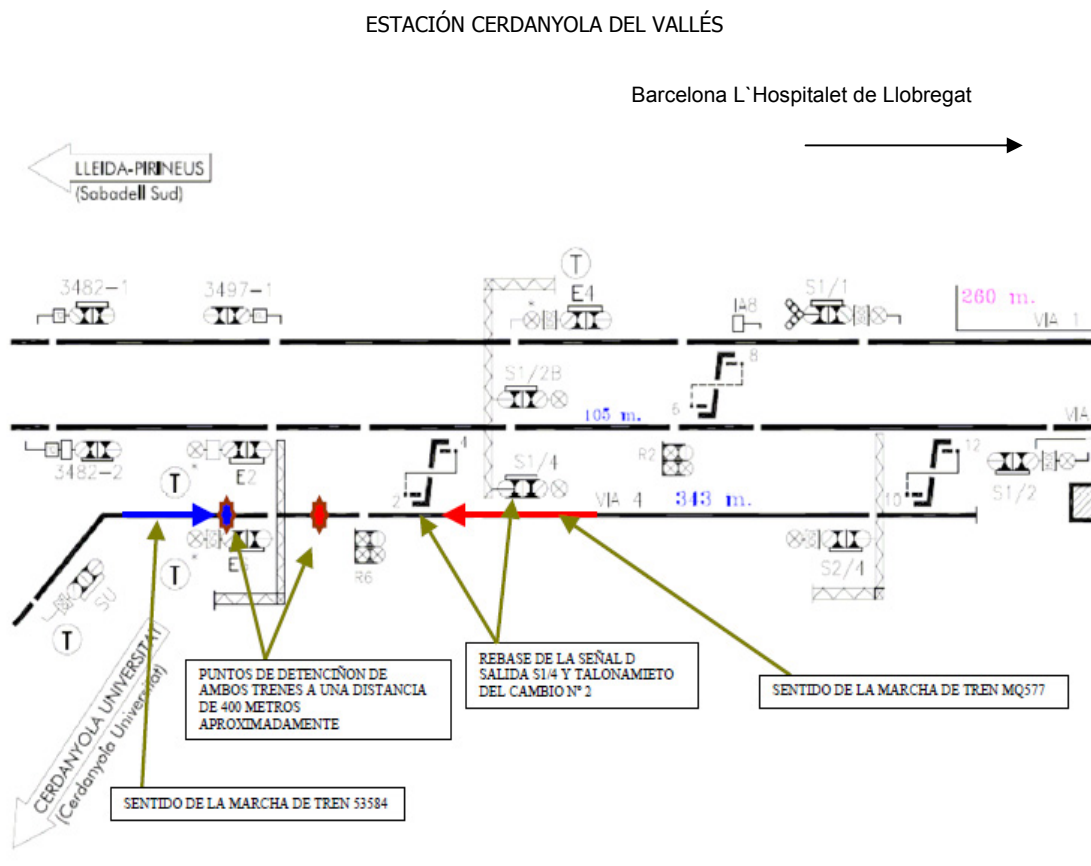 ESTACIÓN CERDANYOLA DEL VALLÉS
Barcelona L`Hospitalet de Llobregat
LLEIDA-PIRINEUS
(Sabadell Sud)
T
3482-1
3497-1
E4
IA8
S1/1
260 m.
VIA 1
8
S1/2B
6
105 m.
VIA
3482-2
E2
4
S1/4
R2
12
S1/2
T
2
VIA 4
343 m.
10
T
R6
S2/4
SU
T
CERDANYOLA UNIVERSITAT
(Cerdanyola Universitat)
PUNTOS DE DETENCIÑON DE
AMBOS TRENES A UNA DISTANCIA
DE 400 METROS
APROXIMADAMENTE
REBASE DE LA SEÑAL D
SALIDA S1/4 Y TALONAMIETO
DEL CAMBIO Nº 2
SENTIDO DE LA MARCHA DE TREN MQ577
SENTIDO DE LA MARCHA DE TREN 53584